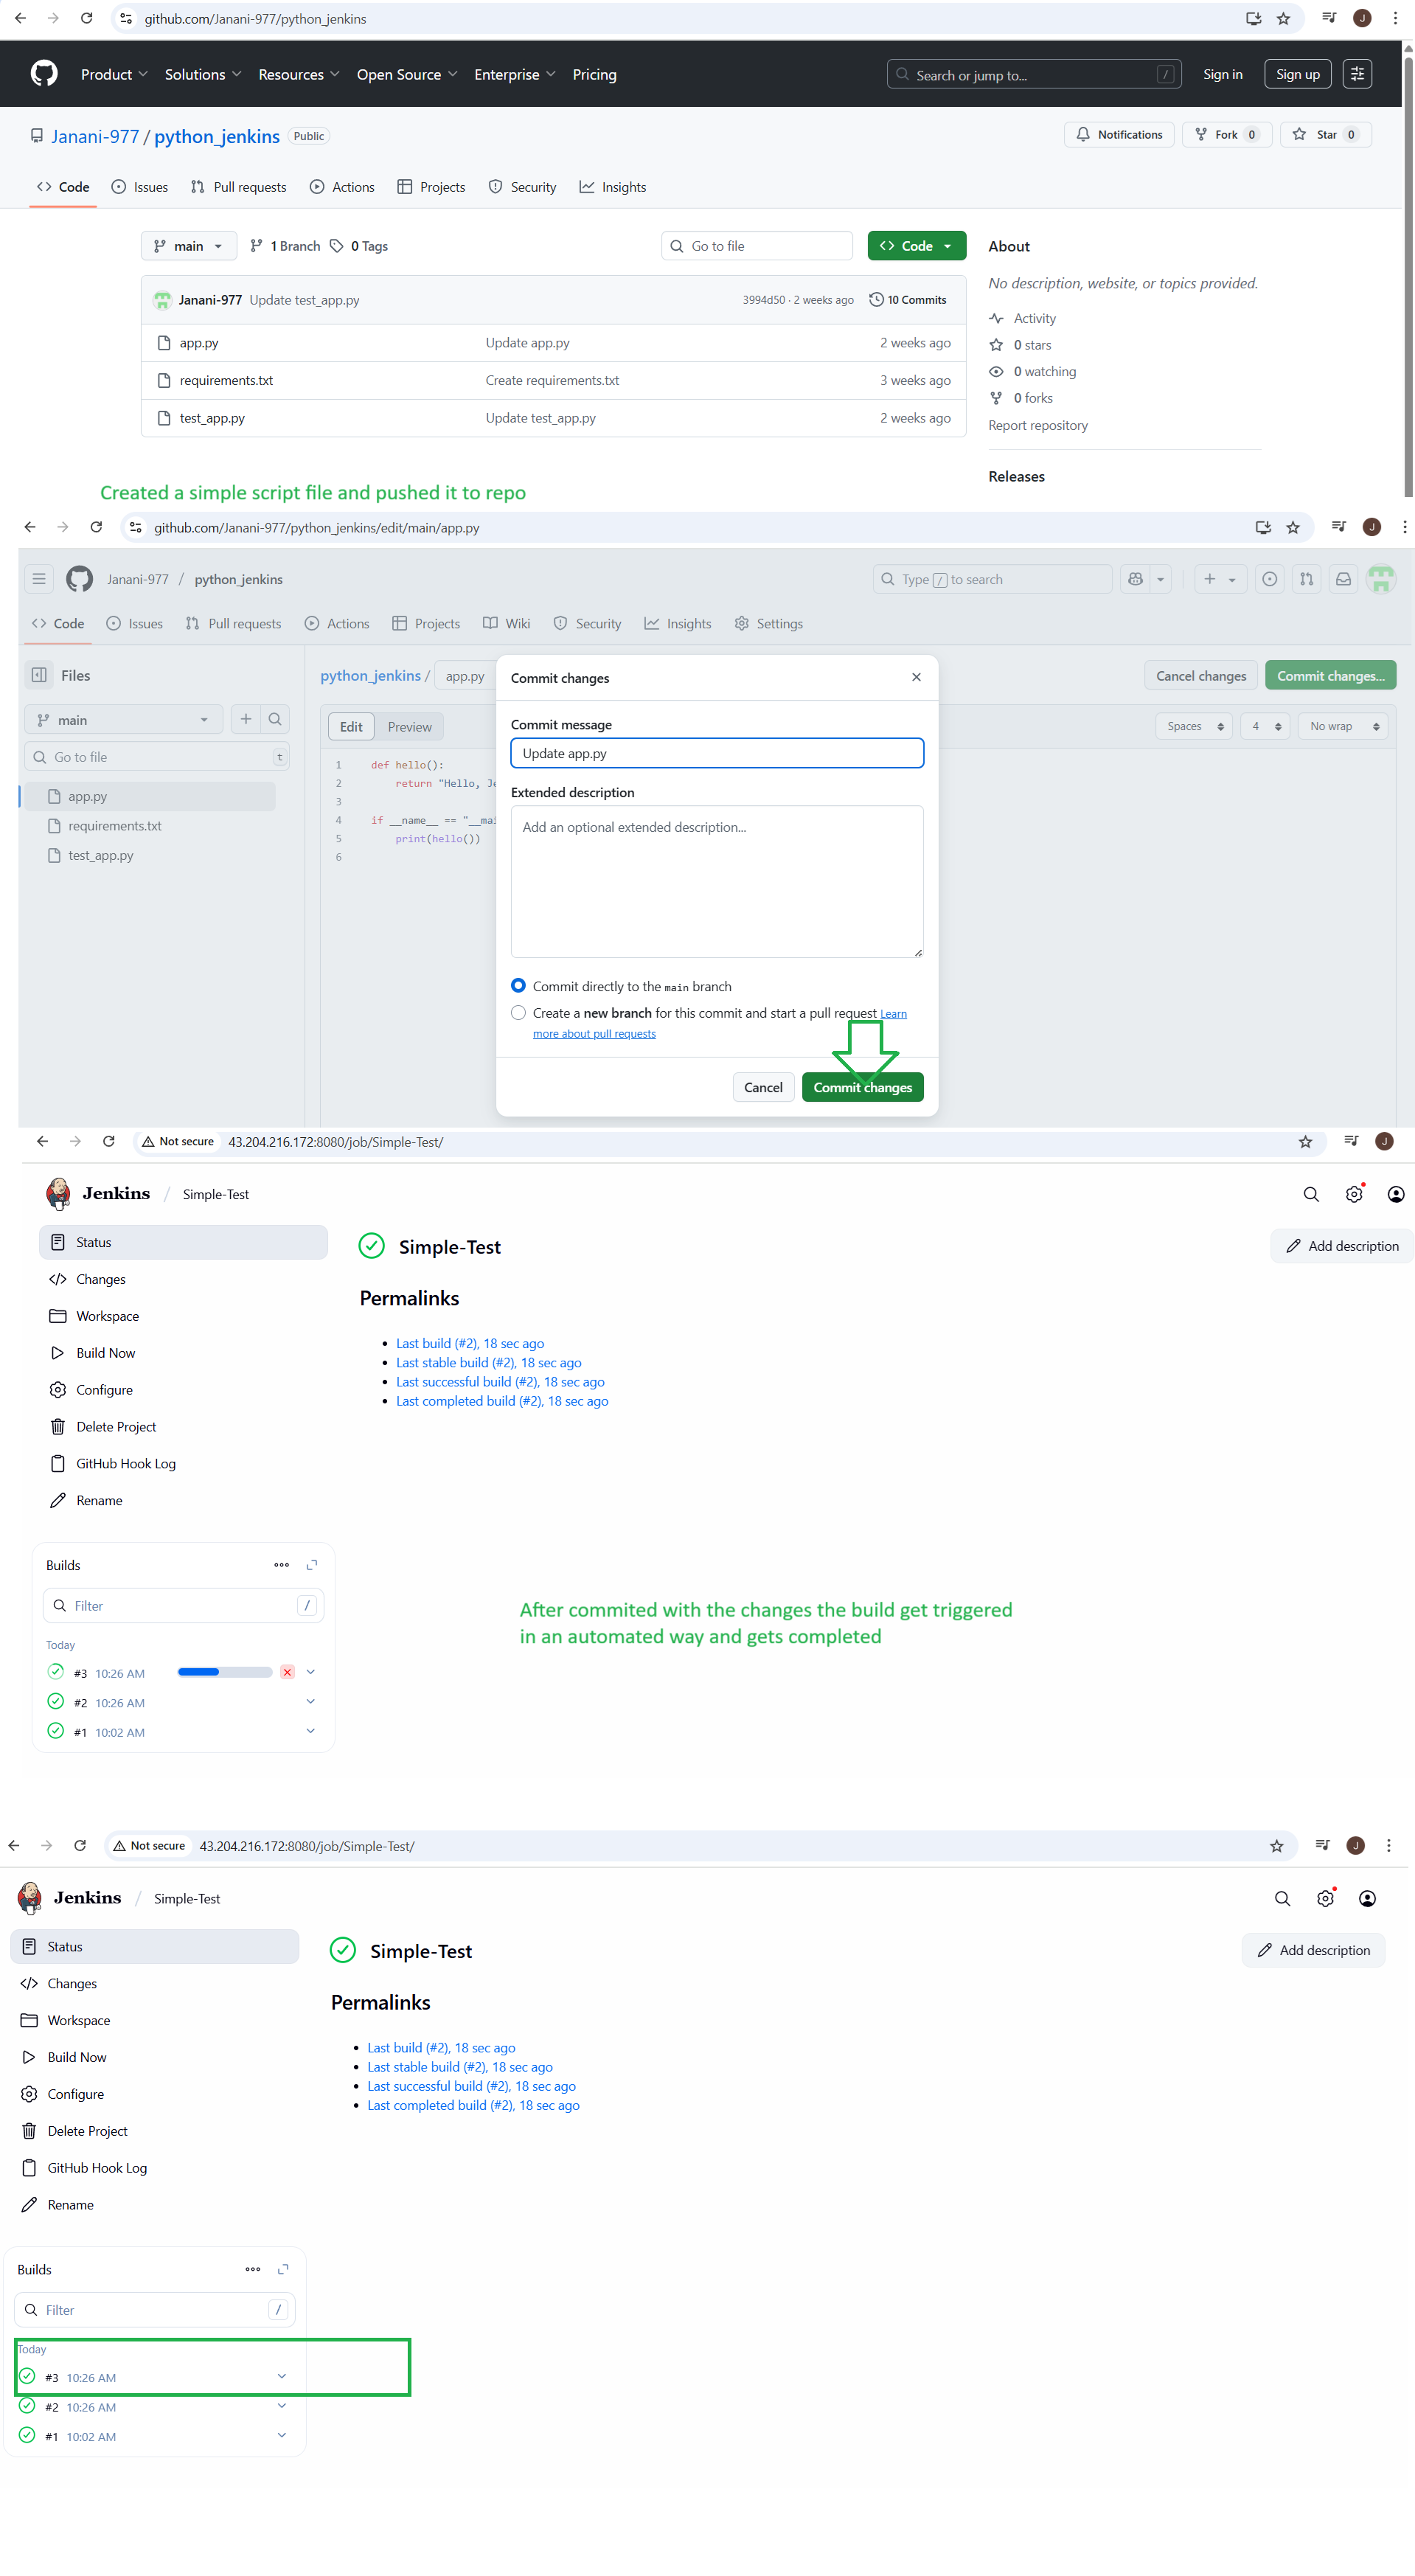 github.com/Janani-977/python_jenkins
J
Product Solutions Resources Open Source Enterprise Pricing
Search or jump to... /
Sign in
Sign up
Janani-977 / python_jenkins Public
Notifications
Fork 0
Star 0
Code Issues Pull requests Actions Projects Security Insights
main 1 Branch 0 Tags
Go to file
Code
About
No description, website, or topics provided.
Janani-977 Update test_app.py 3994d50 · 2 weeks ago 10 Commits
app.py Update app.py 2 weeks ago
requirements.txt Create requirements.txt 3 weeks ago
test_app.py Update test_app.py 2 weeks ago
Activity
0 stars
0 watching
0 forks
Report repository
Releases
Created a simple script file and pushed it to repo
github.com/Janani-977/python_jenkins/edit/main/app.py
J
Janani-977 / python_jenkins
Type / to search
Code Issues Pull requests Actions Projects Wiki Security Insights Settings
Files
main
Go to file t
app.py
requirements.txt
test_app.py
python_jenkins / app.py
Cancel changes
Commit changes...
Edit Preview
Spaces 4 No wrap
1 def hello():
2 return "Hello, Je
3
4 if __name__ == "__mai
5 print(hello())
6
Commit changes
Commit message
Update app.py
Extended description
Add an optional extended description...
Commit directly to the main branch
Create a new branch for this commit and start a pull request Learn
more about pull requests
Cancel
Commit changes
Not secure 43.204.216.172:8080/job/Simple-Test/
J
Jenkins / Simple-Test
Status
Changes
Workspace
Build Now
Configure
Delete Project
GitHub Hook Log
Rename
Simple-Test
Add description
Permalinks
Last build (#2), 18 sec ago
Last stable build (#2), 18 sec ago
Last successful build (#2), 18 sec ago
Last completed build (#2), 18 sec ago
Builds
Filter /
Today
#3 10:26 AM
#2 10:26 AM
#1 10:02 AM
After commited with the changes the build get triggered
in an automated way and gets completed
Not secure 43.204.216.172:8080/job/Simple-Test/
J
Jenkins / Simple-Test
Status
Changes
Workspace
Build Now
Configure
Delete Project
GitHub Hook Log
Rename
Simple-Test
Add description
Permalinks
Last build (#2), 18 sec ago
Last stable build (#2), 18 sec ago
Last successful build (#2), 18 sec ago
Last completed build (#2), 18 sec ago
Builds
Filter /
Today
#3 10:26 AM
#2 10:26 AM
#1 10:02 AM